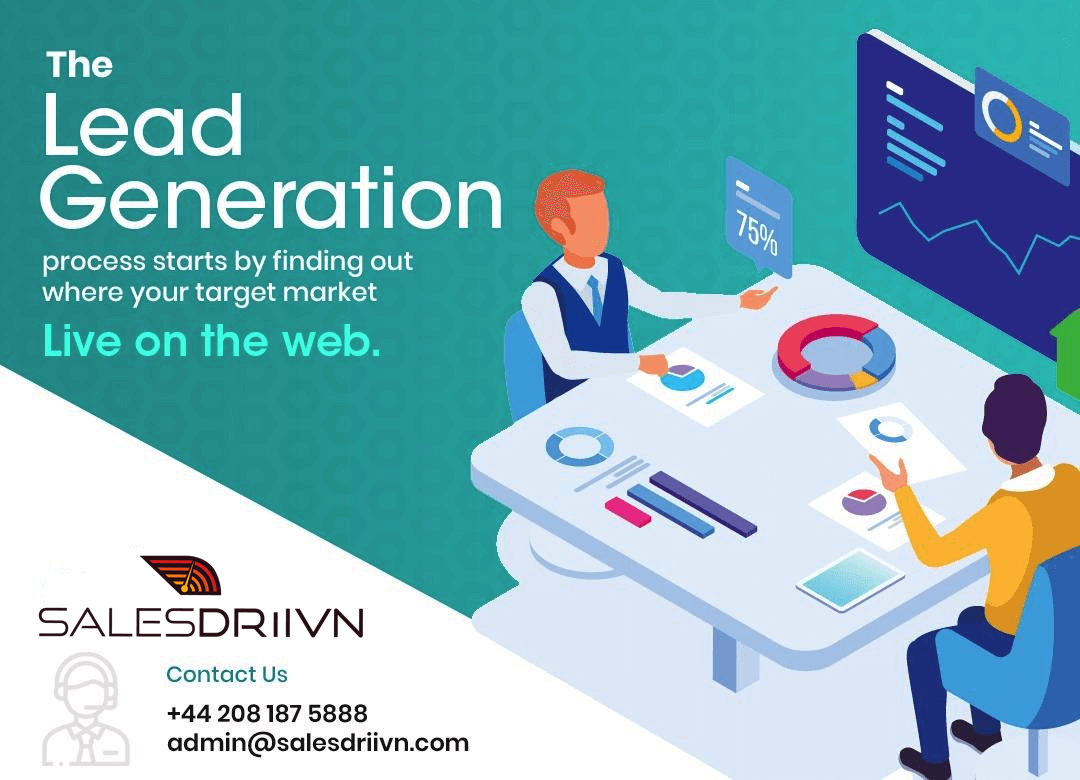 The
Lead
Generation
process starts by finding out
where your target market
Live on the web.
75%
SALESDRIIVN
Contact Us
+44 208 187 5888
admin@salesdriivn.com